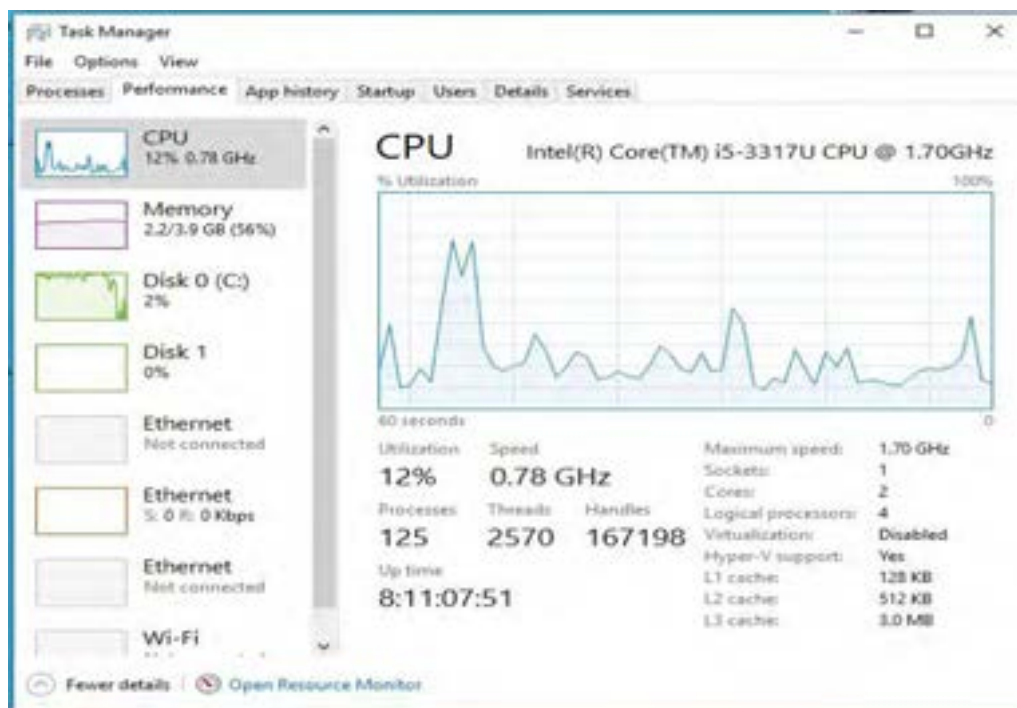 Task Manager
File Options View
Processes Performance App history Startup Users Details Services
CPU
12% 0.78 GHz
Memory
2.2/3.9 GB (56%)
Disk 0 (C:)
2%
Disk 1
0%
Ethernet
Not connected
Ethernet
S: 0 R: 0 Kbps
Ethernet
Not connected
Wi-Fi
CPU Intel(R) Core(TM) i5-3317U CPU @ 1.70GHz
% Utilization 100%
60 seconds 0
Utilization Speed
12% 0.78 GHz
Processes Threads Handles
125 2570 167198
Up time
8:11:07:51
Maximum speed: 1.70 GHz
Sockets: 1
Cores: 2
Logical processors: 4
Virtualization: Disabled
Hyper-V support: Yes
L1 cache: 128 KB
L2 cache: 512 KB
L3 cache: 3.0 MB
Fewer details Open Resource Monitor